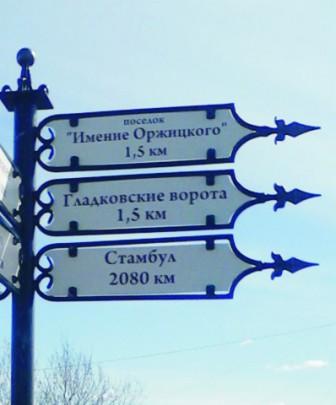 поселок
"Имение Оржицкого"
1,5 км
Гладковские ворота
1,5 км
Стамбул
2080 км